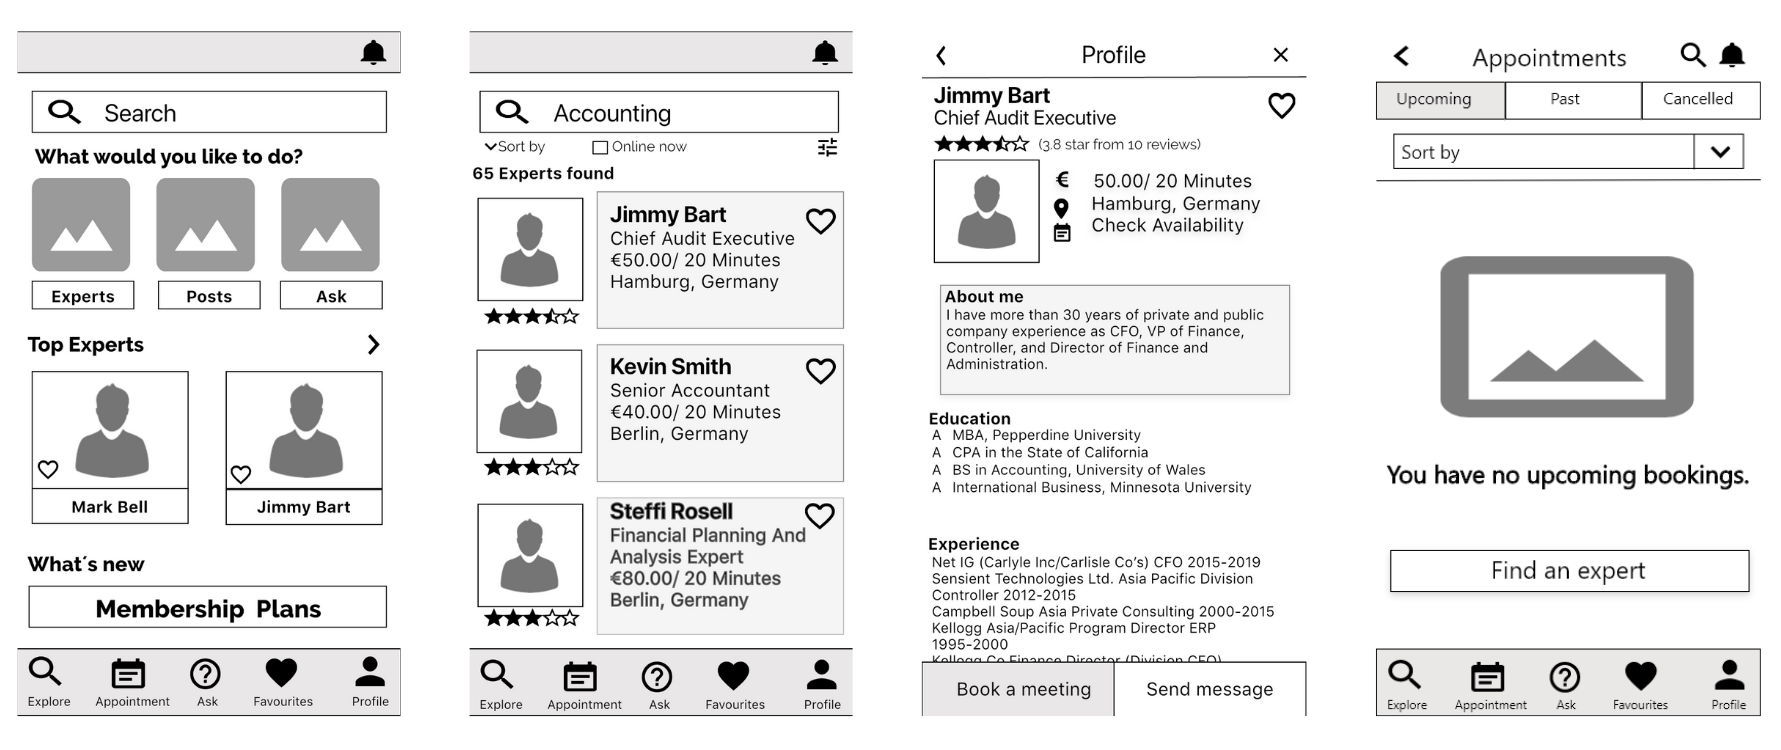 Search
What would you like to do?
Experts
Posts
Ask
Top Experts
Mark Bell
Jimmy Bart
What´s new
Membership Plans
Explore
Appointment
Ask
Favourites
Profile
Accounting
Sort by
Online now
65 Experts found
Jimmy Bart
Chief Audit Executive
€50.00/ 20 Minutes
Hamburg, Germany
Kevin Smith
Senior Accountant
€40.00/ 20 Minutes
Berlin, Germany
Steffi Rosell
Financial Planning And
Analysis Expert
€80.00/ 20 Minutes
Berlin, Germany
Explore
Appointment
Ask
Favourites
Profile
Profile
Jimmy Bart
Chief Audit Executive
(3.8 star from 10 reviews)
€ 50.00/ 20 Minutes
Hamburg, Germany
Check Availability
About me
I have more than 30 years of private and public
company experience as CFO, VP of Finance,
Controller, and Director of Finance and
Administration.
Education
A MBA, Pepperdine University
A CPA in the State of California
A BS in Accounting, University of Wales
A International Business, Minnesota University
Experience
Net IG (Carlyle Inc/Carlisle Co’s) CFO 2015-2019
Sensient Technologies Ltd. Asia Pacific Division
Controller 2012-2015
Campbell Soup Asia Private Consulting 2000-2015
Kellogg Asia/Pacific Program Director ERP
1995-2000
Kellogg Co Finance Director (Division CFO)
Book a meeting
Send message
Appointments
Upcoming
Past
Cancelled
Sort by
You have no upcoming bookings.
Find an expert
Explore
Appointment
Ask
Favourites
Profile